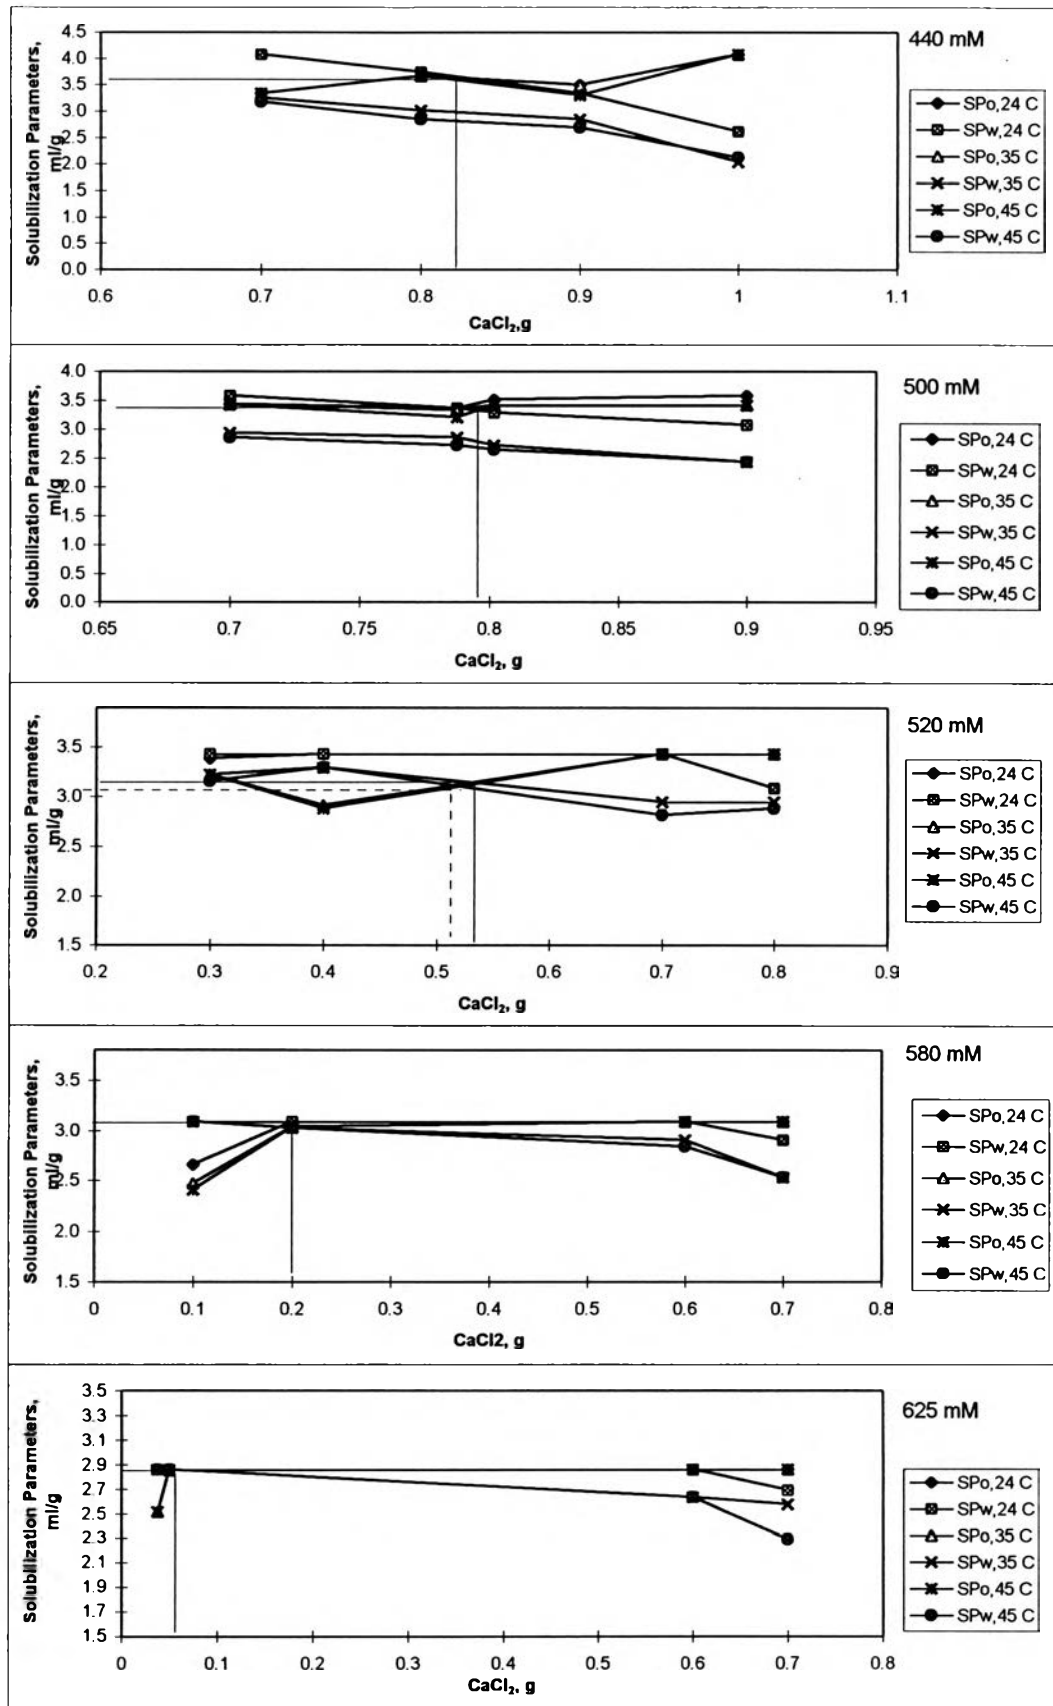 440 mM
Solubilization Parameters,
ml/g
4.5
4.0
3.5
3.0
2.5
2.0
1.5
1.0
0.5
0.0
0.6 0.7 0.8 0.9 1 1.1
CaCl₂,g
SPo,24 C
SPw,24 C
SPo,35 C
SPw,35 C
SPo,45 C
SPw,45 C
500 mM
Solubilization Parameters,
ml/g
4.0
3.5
3.0
2.5
2.0
1.5
1.0
0.5
0.0
0.65 0.7 0.75 0.8 0.85 0.9 0.95
CaCl₂, g
SPo,24 C
SPw,24 C
SPo,35 C
SPw,35 C
SPo,45 C
SPw,45 C
520 mM
Solubilization Parameters,
ml/g
3.5
3.0
2.5
2.0
1.5
0.2 0.3 0.4 0.5 0.6 0.7 0.8 0.9
CaCl₂, g
SPo,24 C
SPw,24 C
SPo,35 C
SPw,35 C
SPo,45 C
SPw,45 C
580 mM
Solubilization Parameters,
ml/g
3.5
3.0
2.5
2.0
1.5
0 0.1 0.2 0.3 0.4 0.5 0.6 0.7 0.8
CaCl2, g
SPo,24 C
SPw,24 C
SPo,35 C
SPw,35 C
SPo,45 C
SPw,45 C
625 mM
Solubilization Parameters,
ml/g
3.5
3.3
3.1
2.9
2.7
2.5
2.3
2.1
1.9
1.7
1.5
0 0.1 0.2 0.3 0.4 0.5 0.6 0.7 0.8
CaCl₂, g
SPo,24 C
SPw,24 C
SPo,35 C
SPw,35 C
SPo,45 C
SPw,45 C